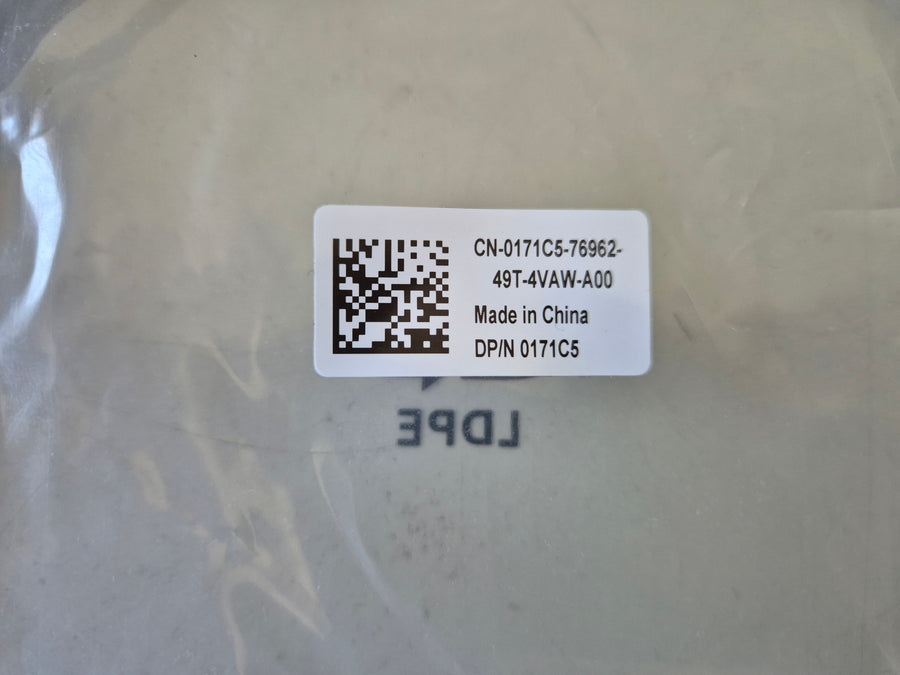 CN-0171C5-76962-
49T-4VAW-A00
Made in China
DP/N 0171C5
LDPE